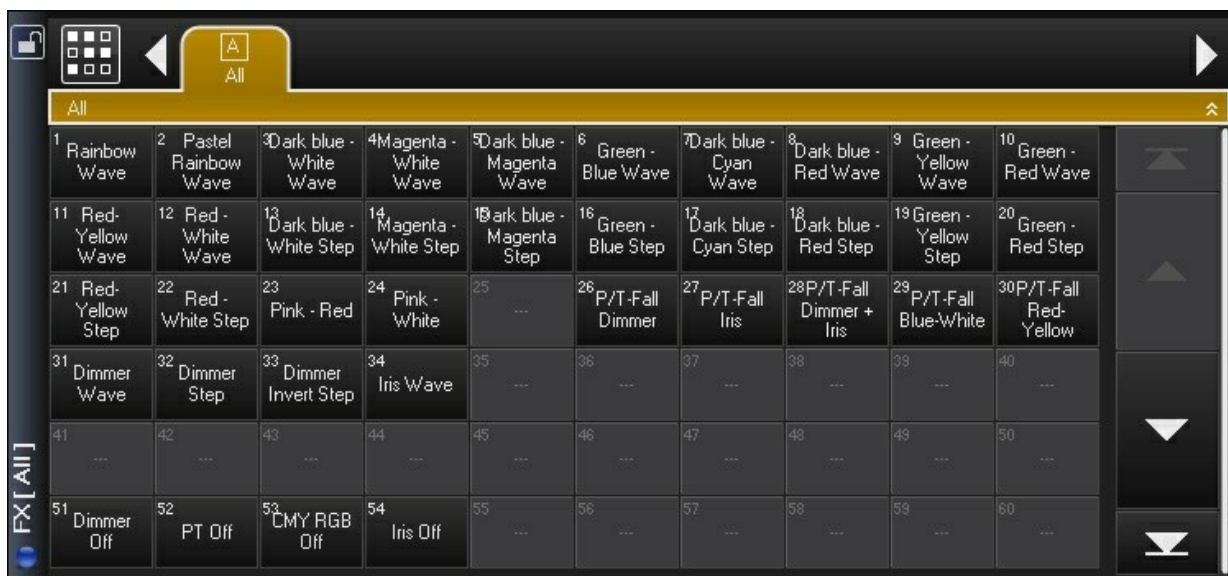 A
All
All
1 Rainbow Wave
2 Pastel Rainbow Wave
3 Dark blue - White Wave
4 Magenta - White Wave
5 Dark blue - Magenta Wave
6 Green - Blue Wave
7 Dark blue - Cyan Wave
8 Dark blue - Red Wave
9 Green - Yellow Wave
10 Green - Red Wave
11 Red- Yellow Wave
12 Red - White Wave
13 Dark blue - White Step
14 Magenta - White Step
15 Dark blue - Magenta Step
16 Green - Blue Step
17 Dark blue - Cyan Step
18 Dark blue - Red Step
19 Green - Yellow Step
20 Green - Red Step
21 Red- Yellow Step
22 Red - White Step
23 Pink - Red
24 Pink - White
25 ---
26 P/T-Fall Dimmer
27 P/T-Fall Iris
28 P/T-Fall Dimmer + Iris
29 P/T-Fall Blue-White
30 P/T-Fall Red- Yellow
31 Dimmer Wave
32 Dimmer Step
33 Dimmer Invert Step
34 Iris Wave
35 ---
36 ---
37 ---
38 ---
39 ---
40 ---
41 ---
42 ---
43 ---
44 ---
45 ---
46 ---
47 ---
48 ---
49 ---
50 ---
51 Dimmer Off
52 PT Off
53 CMY RGB Off
54 Iris Off
55 ---
56 ---
57 ---
58 ---
59 ---
60 ---
FX [ All ]